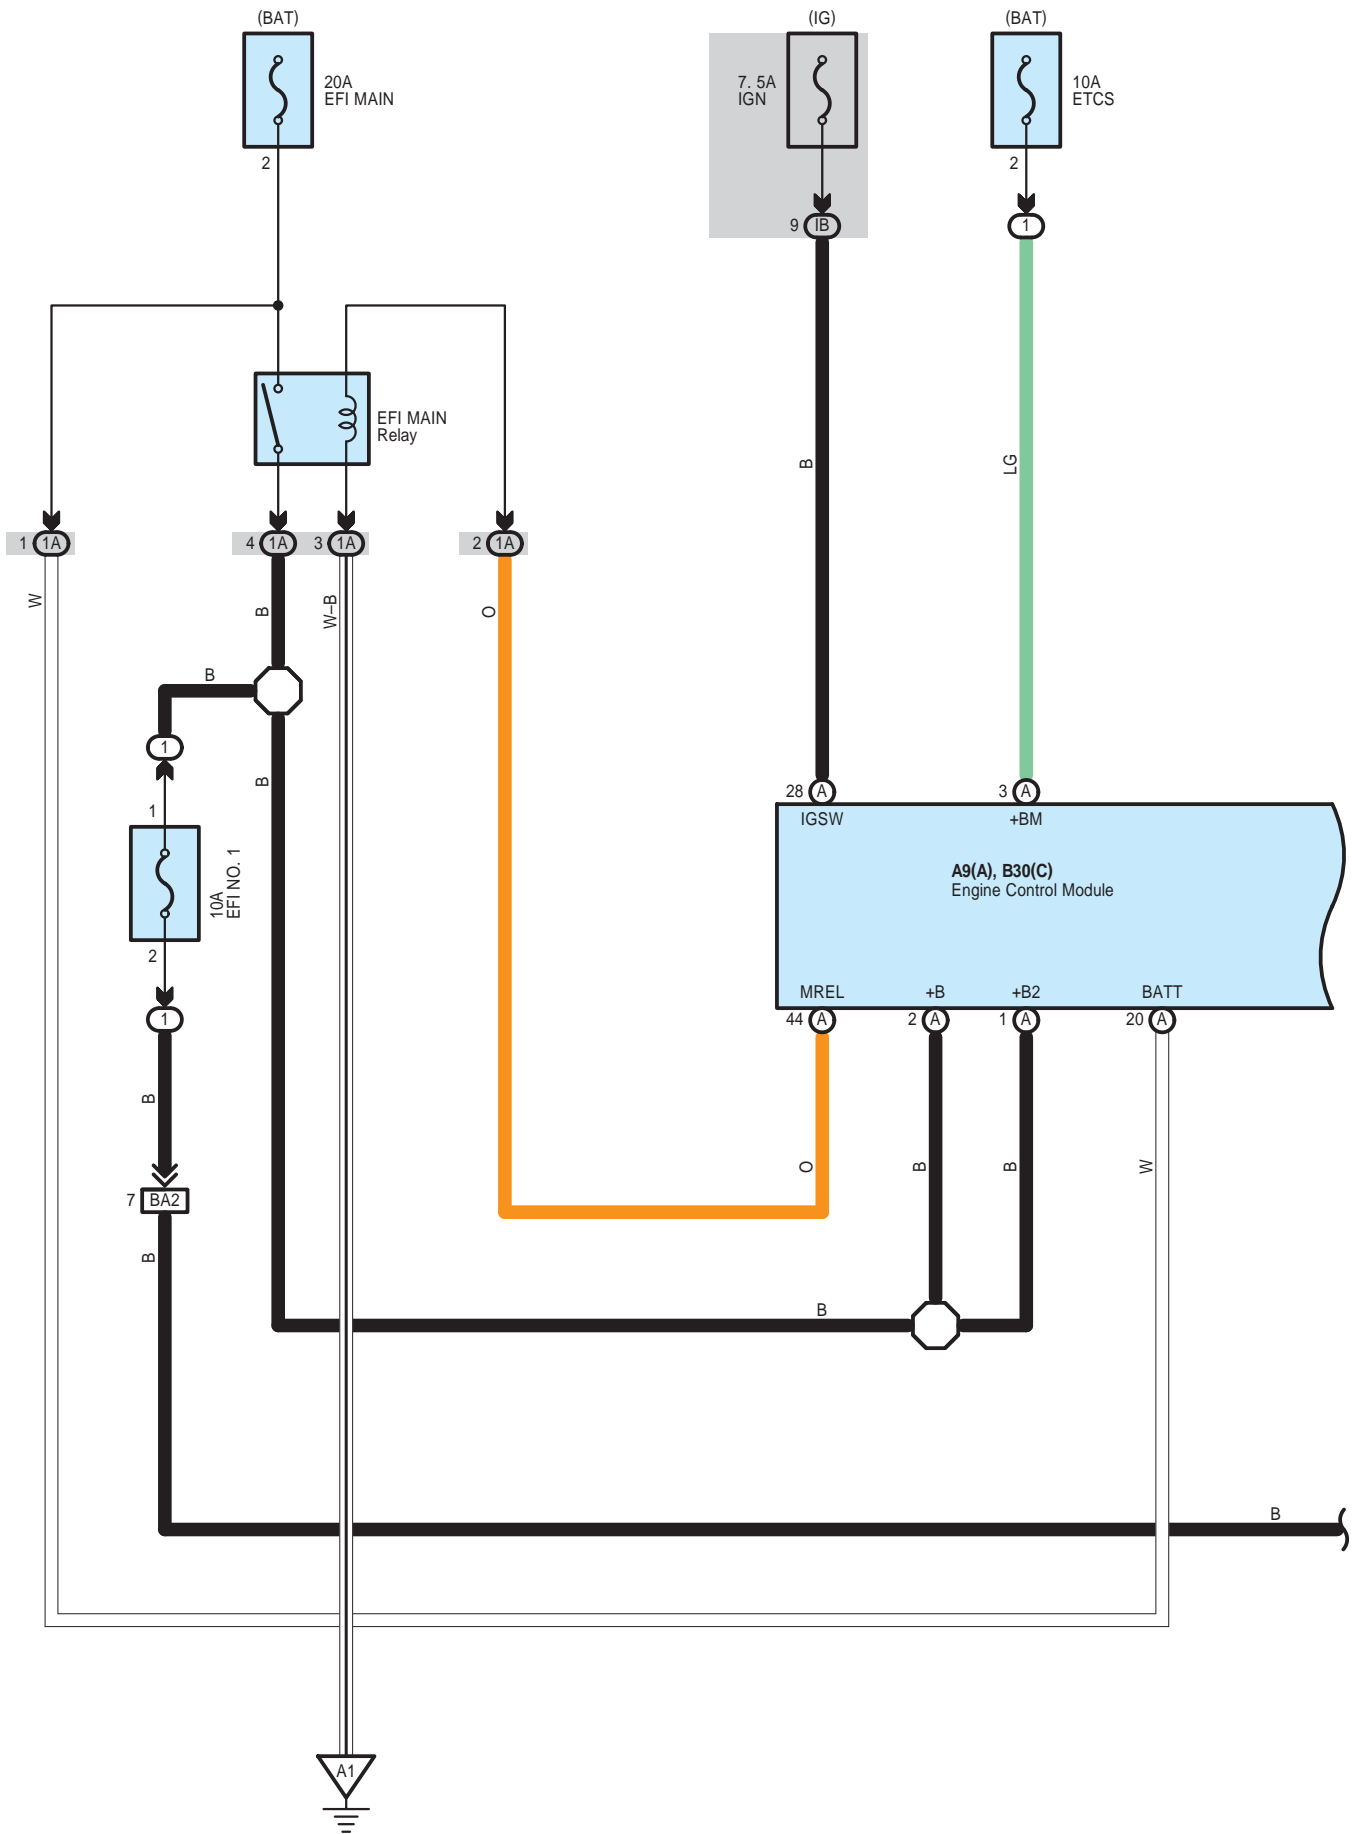 (BAT)
(IG)
(BAT)
20A
EFI MAIN
7. 5A
IGN
10A
ETCS
2
2
9 IB
1
EFI MAIN
Relay
B
LG
1 1A
4 1A
3 1A
2 1A
W
B
W–B
O
B
1
B
28 A
3 A
1
IGSW
+BM
10A
EFI NO. 1
A9(A), B30(C)
Engine Control Module
2
MREL
+B
+B2
BATT
1
44 A
2 A
1 A
20 A
B
O
B
B
W
7 BA2
B
B
B
A1